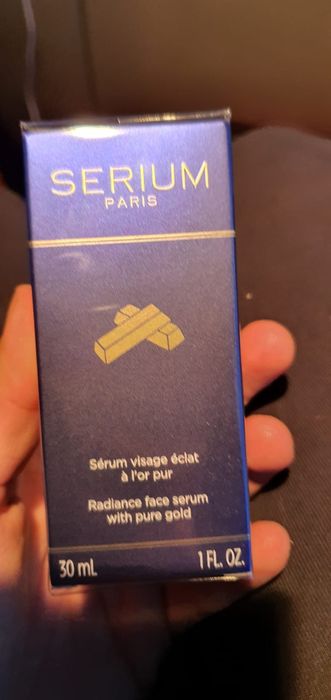 SERIUM
PARIS
Sérum visage éclat
à l'or pur
Radiance face serum
with pure gold
30 mL 1 FL. OZ.